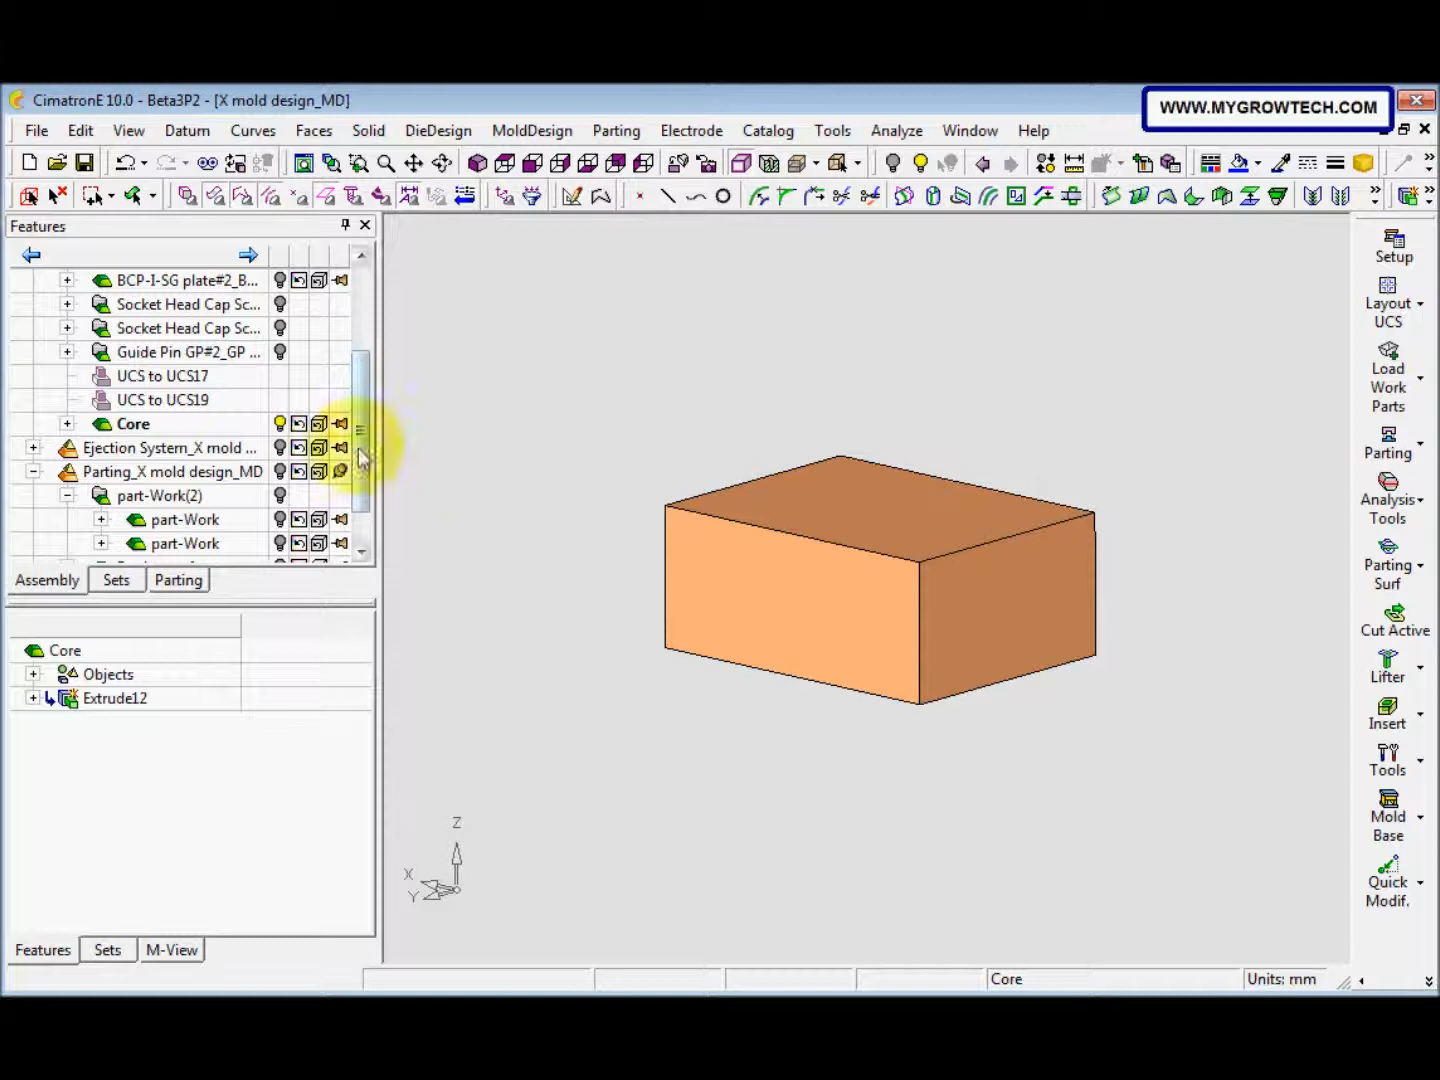 CimatronE 10.0 - Beta3P2 - [X mold design_MD]
WWW.MYGROWTECH.COM
File Edit View Datum Curves Faces Solid DieDesign MoldDesign Parting Electrode Catalog Tools Analyze Window Help
Features
BCP-I-SG plate#2_B...
Socket Head Cap Sc...
Socket Head Cap Sc...
Guide Pin GP#2_GP ...
UCS to UCS17
UCS to UCS19
Core
Ejection System_X mold ...
Parting_X mold design_MD
part-Work(2)
part-Work
part-Work
Assembly Sets Parting
Core
Objects
Extrude12
Features Sets M-View
Z
X
Y
Setup
Layout
UCS
Load
Work
Parts
Parting
Analysis
Tools
Parting
Surf
Cut Active
Lifter
Insert
Tools
Mold
Base
Quick
Modif.
Core
Units: mm